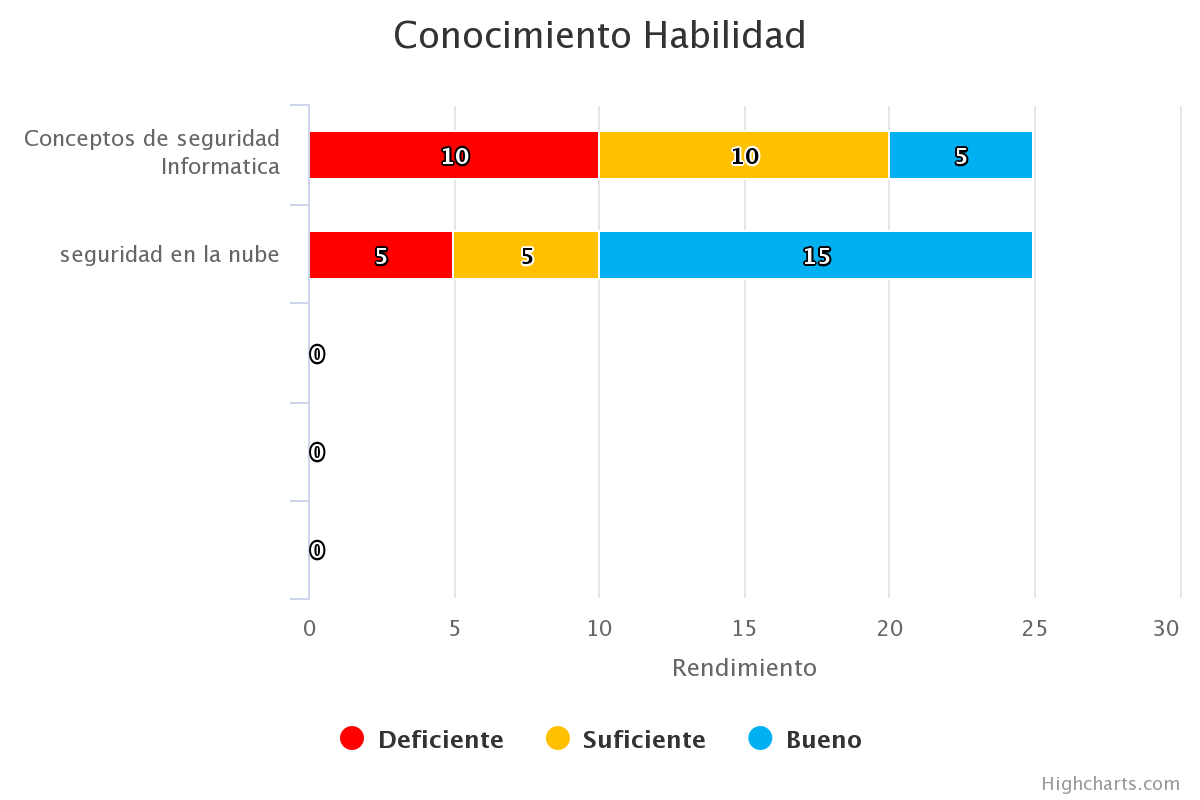 Conocimiento Habilidad
Conceptos de seguridad
Informatica
10
10
5
seguridad en la nube
5
5
15
0
0
0
0
5
10
15
20
25
30
Rendimiento
Deficiente
Suficiente
Bueno
Highcharts.com